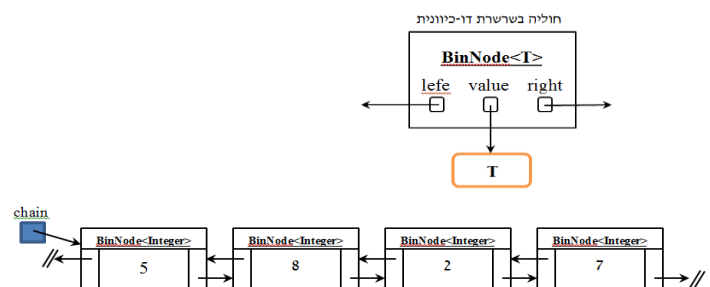 חוליה בשרשרת דו-כיוונית
BinNode<T>
lefe value right
T
chain
BinNode<Integer> BinNode<Integer> BinNode<Integer> BinNode<Integer>
5 8 2 7